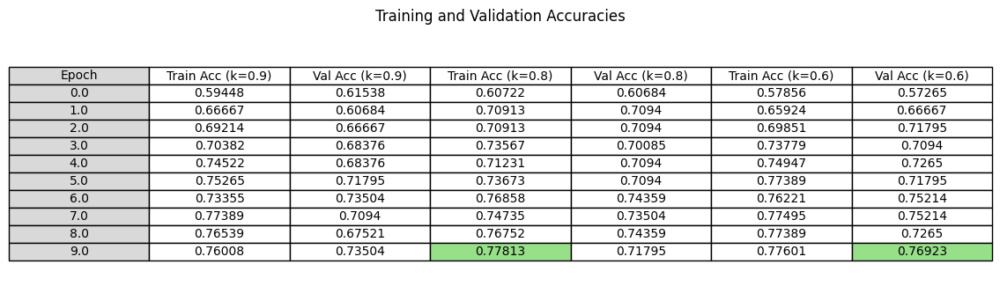 Training and Validation Accuracies
Epoch Train Acc (k=0.9) Val Acc (k=0.9) Train Acc (k=0.8) Val Acc (k=0.8) Train Acc (k=0.6) Val Acc (k=0.6)
0.0 0.59448 0.61538 0.60722 0.60684 0.57856 0.57265
1.0 0.66667 0.60684 0.70913 0.7094 0.65924 0.66667
2.0 0.69214 0.66667 0.70913 0.7094 0.69851 0.71795
3.0 0.70382 0.68376 0.73567 0.70085 0.73779 0.7094
4.0 0.74522 0.68376 0.71231 0.7094 0.74947 0.7265
5.0 0.75265 0.71795 0.73673 0.7094 0.77389 0.71795
6.0 0.73355 0.73504 0.76858 0.74359 0.76221 0.75214
7.0 0.77389 0.7094 0.74735 0.73504 0.77495 0.75214
8.0 0.76539 0.67521 0.76752 0.74359 0.77389 0.7265
9.0 0.76008 0.73504 0.77813 0.71795 0.77601 0.76923